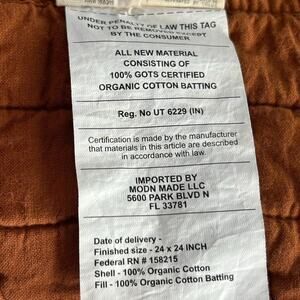 UNDER PENALTY OF LAW THIS TAG
NOT TO BE REMOVED EXCEPT
BY THE CONSUMER
ALL NEW MATERIAL
CONSISTING OF
100% GOTS CERTIFIED
ORGANIC COTTON BATTING
Reg. No UT 6229 (IN)
Certification is made by the manufacturer
that materials in this article are described
in accordance with law.
IMPORTED BY
MODN MADE LLC
5600 PARK BLVD N
FL 33781
Date of delivery -
Finished size - 24 x 24 INCH
Federal RN # 158215
Shell - 100% Organic Cotton
Fill - 100% Organic Cotton Batting